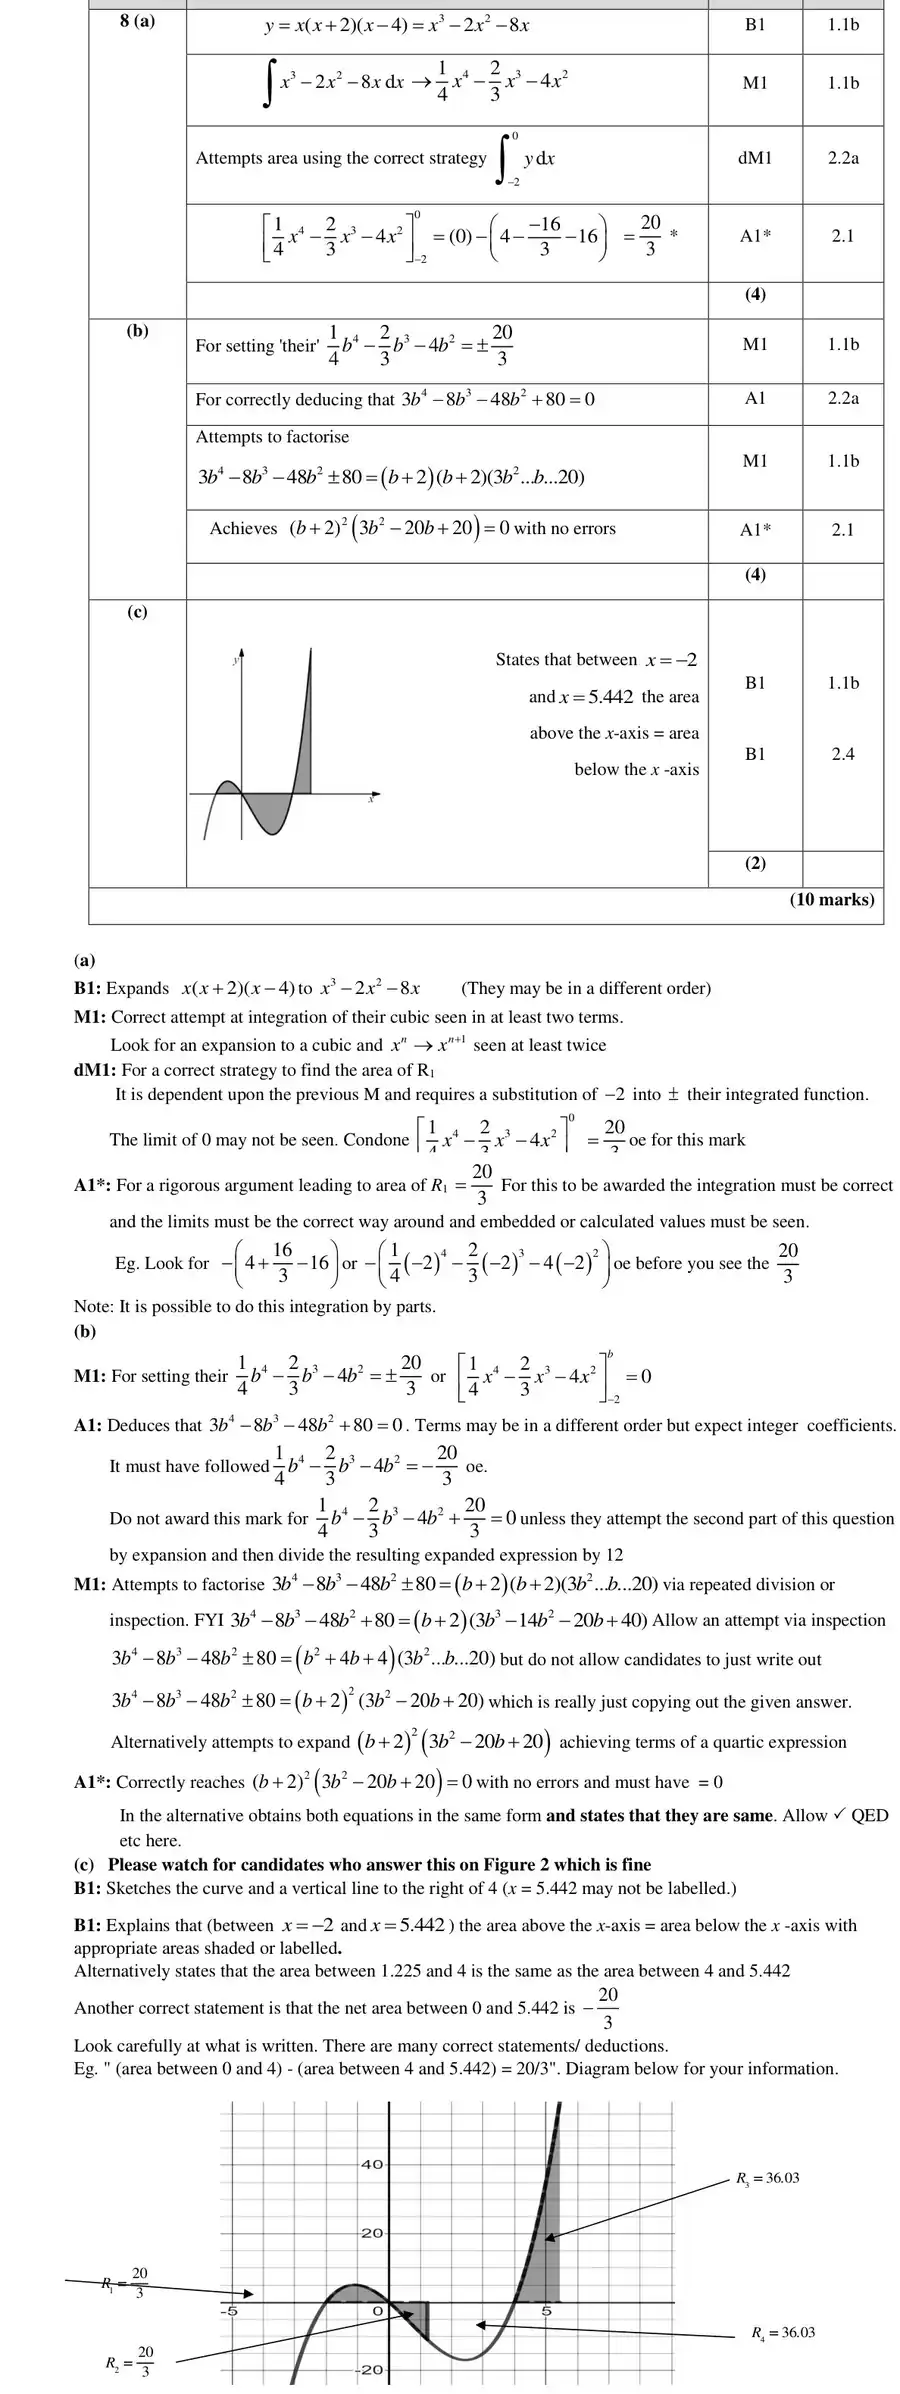 8 (a) y = x(x+2)(x−4) = x³ − 2x² − 8x B1 1.1b
∫ x³ − 2x² − 8x dx → 1/4 x⁴ − 2/3 x³ − 4x² M1 1.1b
Attempts area using the correct strategy ∫₋₂⁰ y dx dM1 2.2a
[1/4 x⁴ − 2/3 x³ − 4x²]₋₂⁰ = (0) − (4 − −16/3 − 16) = 20/3 * A1* 2.1
(4)
(b) For setting 'their' 1/4 b⁴ − 2/3 b³ − 4b² = ± 20/3 M1 1.1b
For correctly deducing that 3b⁴ − 8b³ − 48b² + 80 = 0 A1 2.2a
Attempts to factorise
3b⁴ − 8b³ − 48b² ± 80 = (b+2)(b+2)(3b²...b...20) M1 1.1b
Achieves (b+2)²(3b² − 20b + 20) = 0 with no errors A1* 2.1
(4)
(c)
y
x
States that between x = −2
and x = 5.442 the area
above the x-axis = area
below the x -axis
B1 1.1b
B1 2.4
(2)
(10 marks)
(a)
B1: Expands x(x+2)(x−4) to x³ − 2x² − 8x (They may be in a different order)
M1: Correct attempt at integration of their cubic seen in at least two terms.
Look for an expansion to a cubic and xⁿ → xⁿ⁺¹ seen at least twice
dM1: For a correct strategy to find the area of R₁
It is dependent upon the previous M and requires a substitution of −2 into ± their integrated function.
The limit of 0 may not be seen. Condone [1/4 x⁴ − 2/3 x³ − 4x²]⁰ = 20/3 oe for this mark
A1*: For a rigorous argument leading to area of R₁ = 20/3 For this to be awarded the integration must be correct
and the limits must be the correct way around and embedded or calculated values must be seen.
Eg. Look for −(4 + 16/3 − 16) or −(1/4(−2)⁴ − 2/3(−2)³ − 4(−2)²) oe before you see the 20/3
Note: It is possible to do this integration by parts.
(b)
M1: For setting their 1/4 b⁴ − 2/3 b³ − 4b² = ± 20/3 or [1/4 x⁴ − 2/3 x³ − 4x²]₋₂ᵇ = 0
A1: Deduces that 3b⁴ − 8b³ − 48b² + 80 = 0 . Terms may be in a different order but expect integer coefficients.
It must have followed 1/4 b⁴ − 2/3 b³ − 4b² = − 20/3 oe.
Do not award this mark for 1/4 b⁴ − 2/3 b³ − 4b² + 20/3 = 0 unless they attempt the second part of this question
by expansion and then divide the resulting expanded expression by 12
M1: Attempts to factorise 3b⁴ − 8b³ − 48b² ± 80 = (b+2)(b+2)(3b²...b...20) via repeated division or
inspection. FYI 3b⁴ − 8b³ − 48b² + 80 = (b+2)(3b³ − 14b² − 20b + 40) Allow an attempt via inspection
3b⁴ − 8b³ − 48b² ± 80 = (b² + 4b + 4)(3b²...b...20) but do not allow candidates to just write out
3b⁴ − 8b³ − 48b² ± 80 = (b+2)²(3b² − 20b + 20) which is really just copying out the given answer.
Alternatively attempts to expand (b+2)²(3b² − 20b + 20) achieving terms of a quartic expression
A1*: Correctly reaches (b+2)²(3b² − 20b + 20) = 0 with no errors and must have = 0
In the alternative obtains both equations in the same form and states that they are same. Allow ✓ QED
etc here.
(c) Please watch for candidates who answer this on Figure 2 which is fine
B1: Sketches the curve and a vertical line to the right of 4 (x = 5.442 may not be labelled.)
B1: Explains that (between x = −2 and x = 5.442 ) the area above the x-axis = area below the x -axis with
appropriate areas shaded or labelled.
Alternatively states that the area between 1.225 and 4 is the same as the area between 4 and 5.442
Another correct statement is that the net area between 0 and 5.442 is − 20/3
Look carefully at what is written. There are many correct statements/ deductions.
Eg. " (area between 0 and 4) - (area between 4 and 5.442) = 20/3". Diagram below for your information.
40
R₃ = 36.03
20
R₁ = 20/3
-5
0
5
R₄ = 36.03
R₂ = 20/3
-20